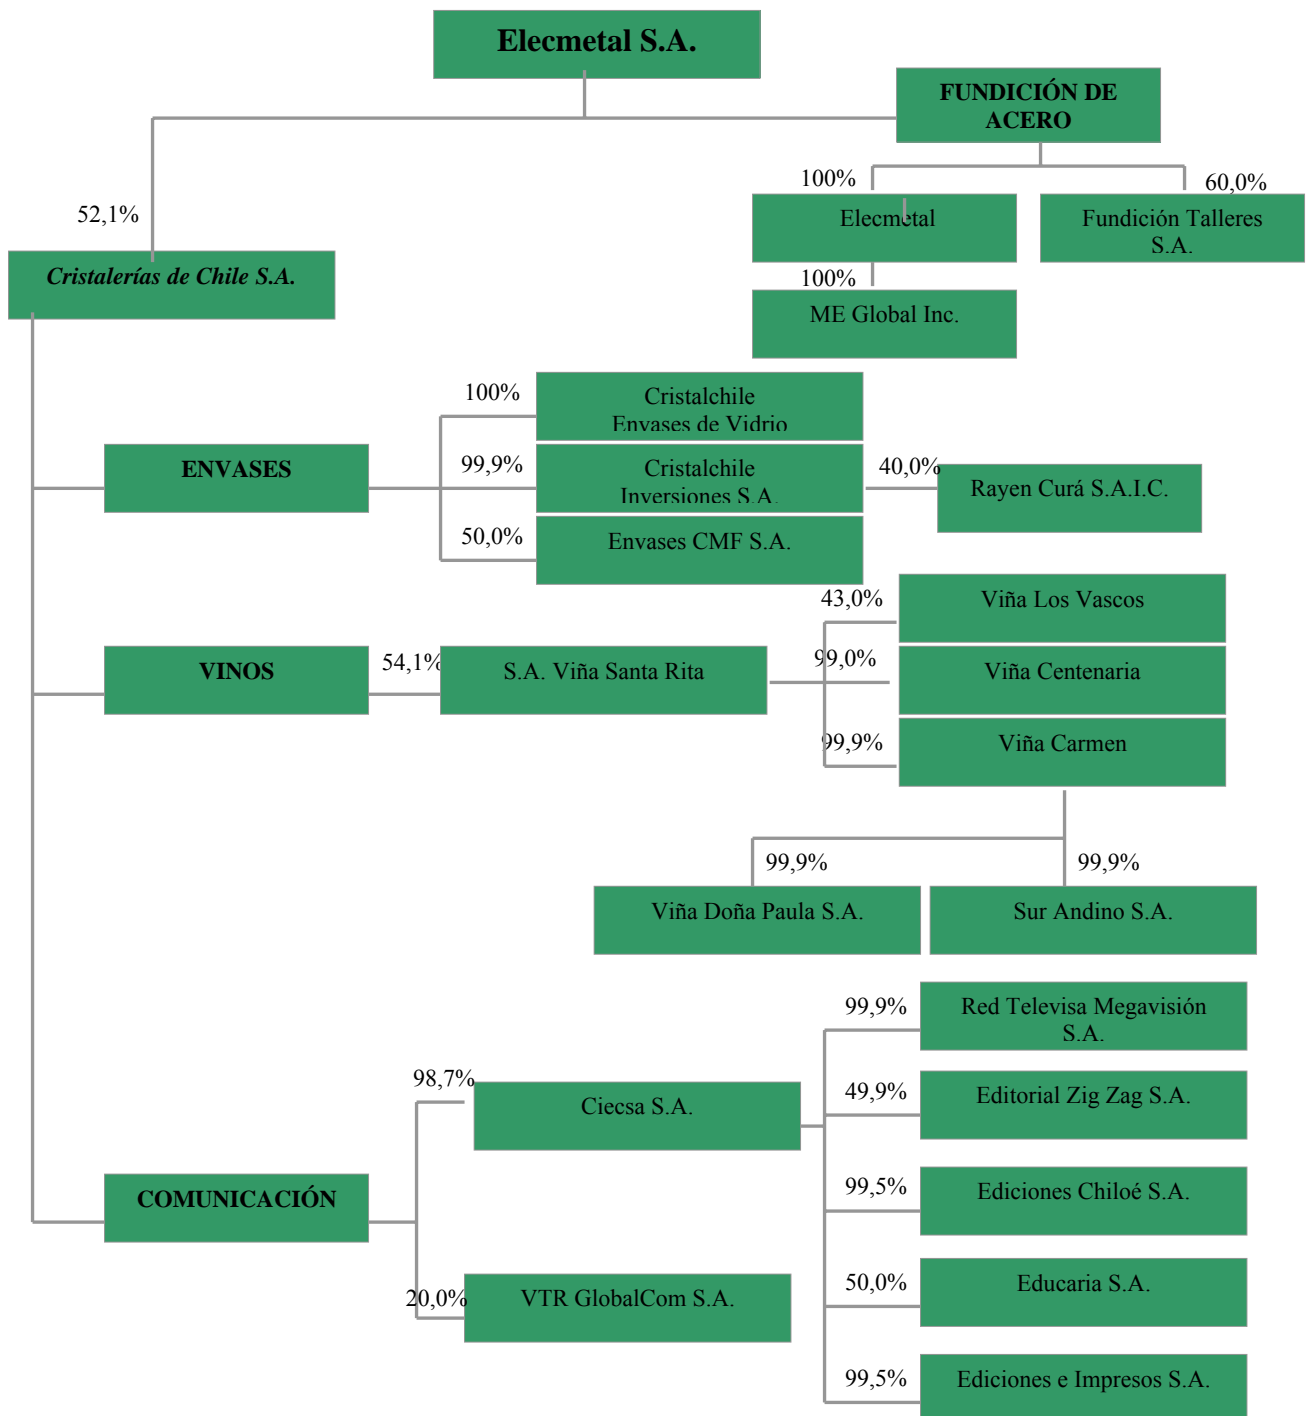 Elecmetal S.A.
FUNDICIÓN DE
ACERO
100%
60,0%
52,1%
Elecmetal
Fundición Talleres
S.A.
Cristalerías de Chile S.A.
100%
ME Global Inc.
100%
Cristalchile
Envases de Vidrio
ENVASES
99,9%
Cristalchile
Inversiones S.A.
40,0%
Rayen Curá S.A.I.C.
50,0%
Envases CMF S.A.
43,0%
Viña Los Vascos
VINOS
54,1%
S.A. Viña Santa Rita
99,0%
Viña Centenaria
99,9%
Viña Carmen
99,9%
99,9%
Viña Doña Paula S.A.
Sur Andino S.A.
99,9%
Red Televisa Megavisión
S.A.
98,7%
Ciecsa S.A.
49,9%
Editorial Zig Zag S.A.
COMUNICACIÓN
99,5%
Ediciones Chiloé S.A.
20,0%
VTR GlobalCom S.A.
50,0%
Educaria S.A.
99,5%
Ediciones e Impresos S.A.